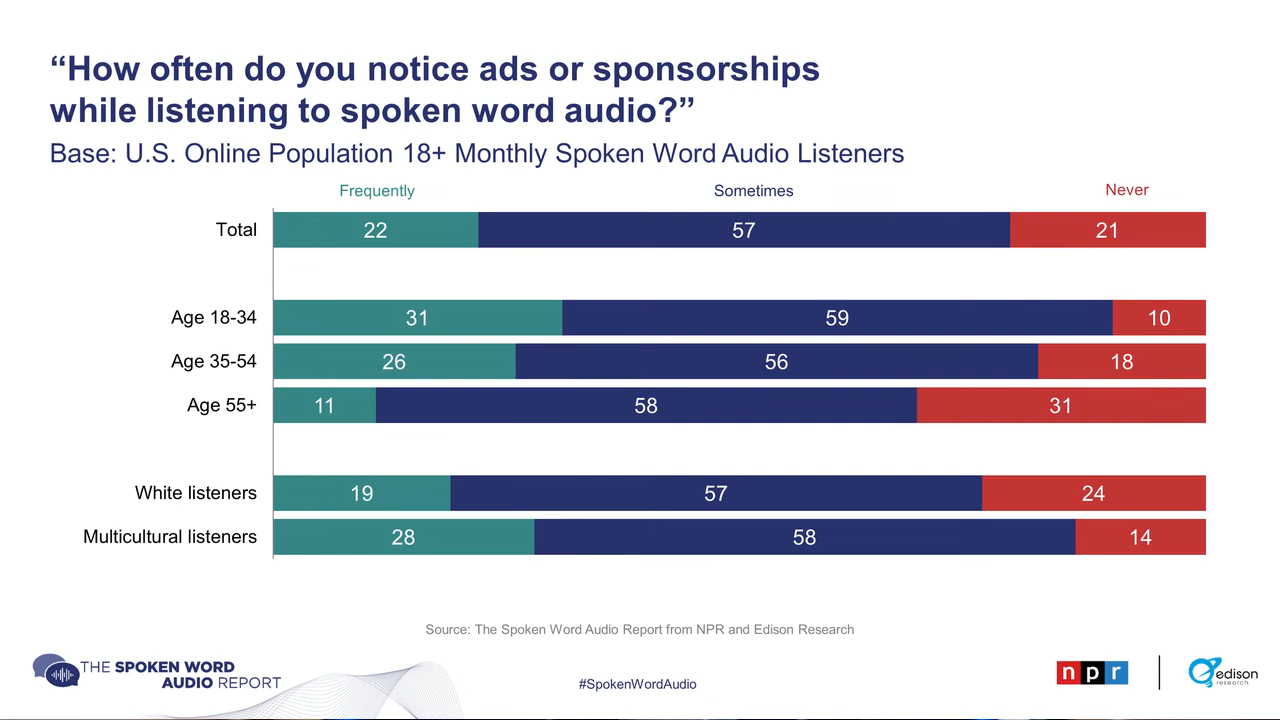 “How often do you notice ads or sponsorships
while listening to spoken word audio?”
Base: U.S. Online Population 18+ Monthly Spoken Word Audio Listeners
Frequently Sometimes Never
Total 22 57 21
Age 18-34 31 59 10
Age 35-54 26 56 18
Age 55+ 11 58 31
White listeners 19 57 24
Multicultural listeners 28 58 14
Source: The Spoken Word Audio Report from NPR and Edison Research
THE SPOKEN WORD
AUDIO REPORT
#SpokenWordAudio
npr
edison
research